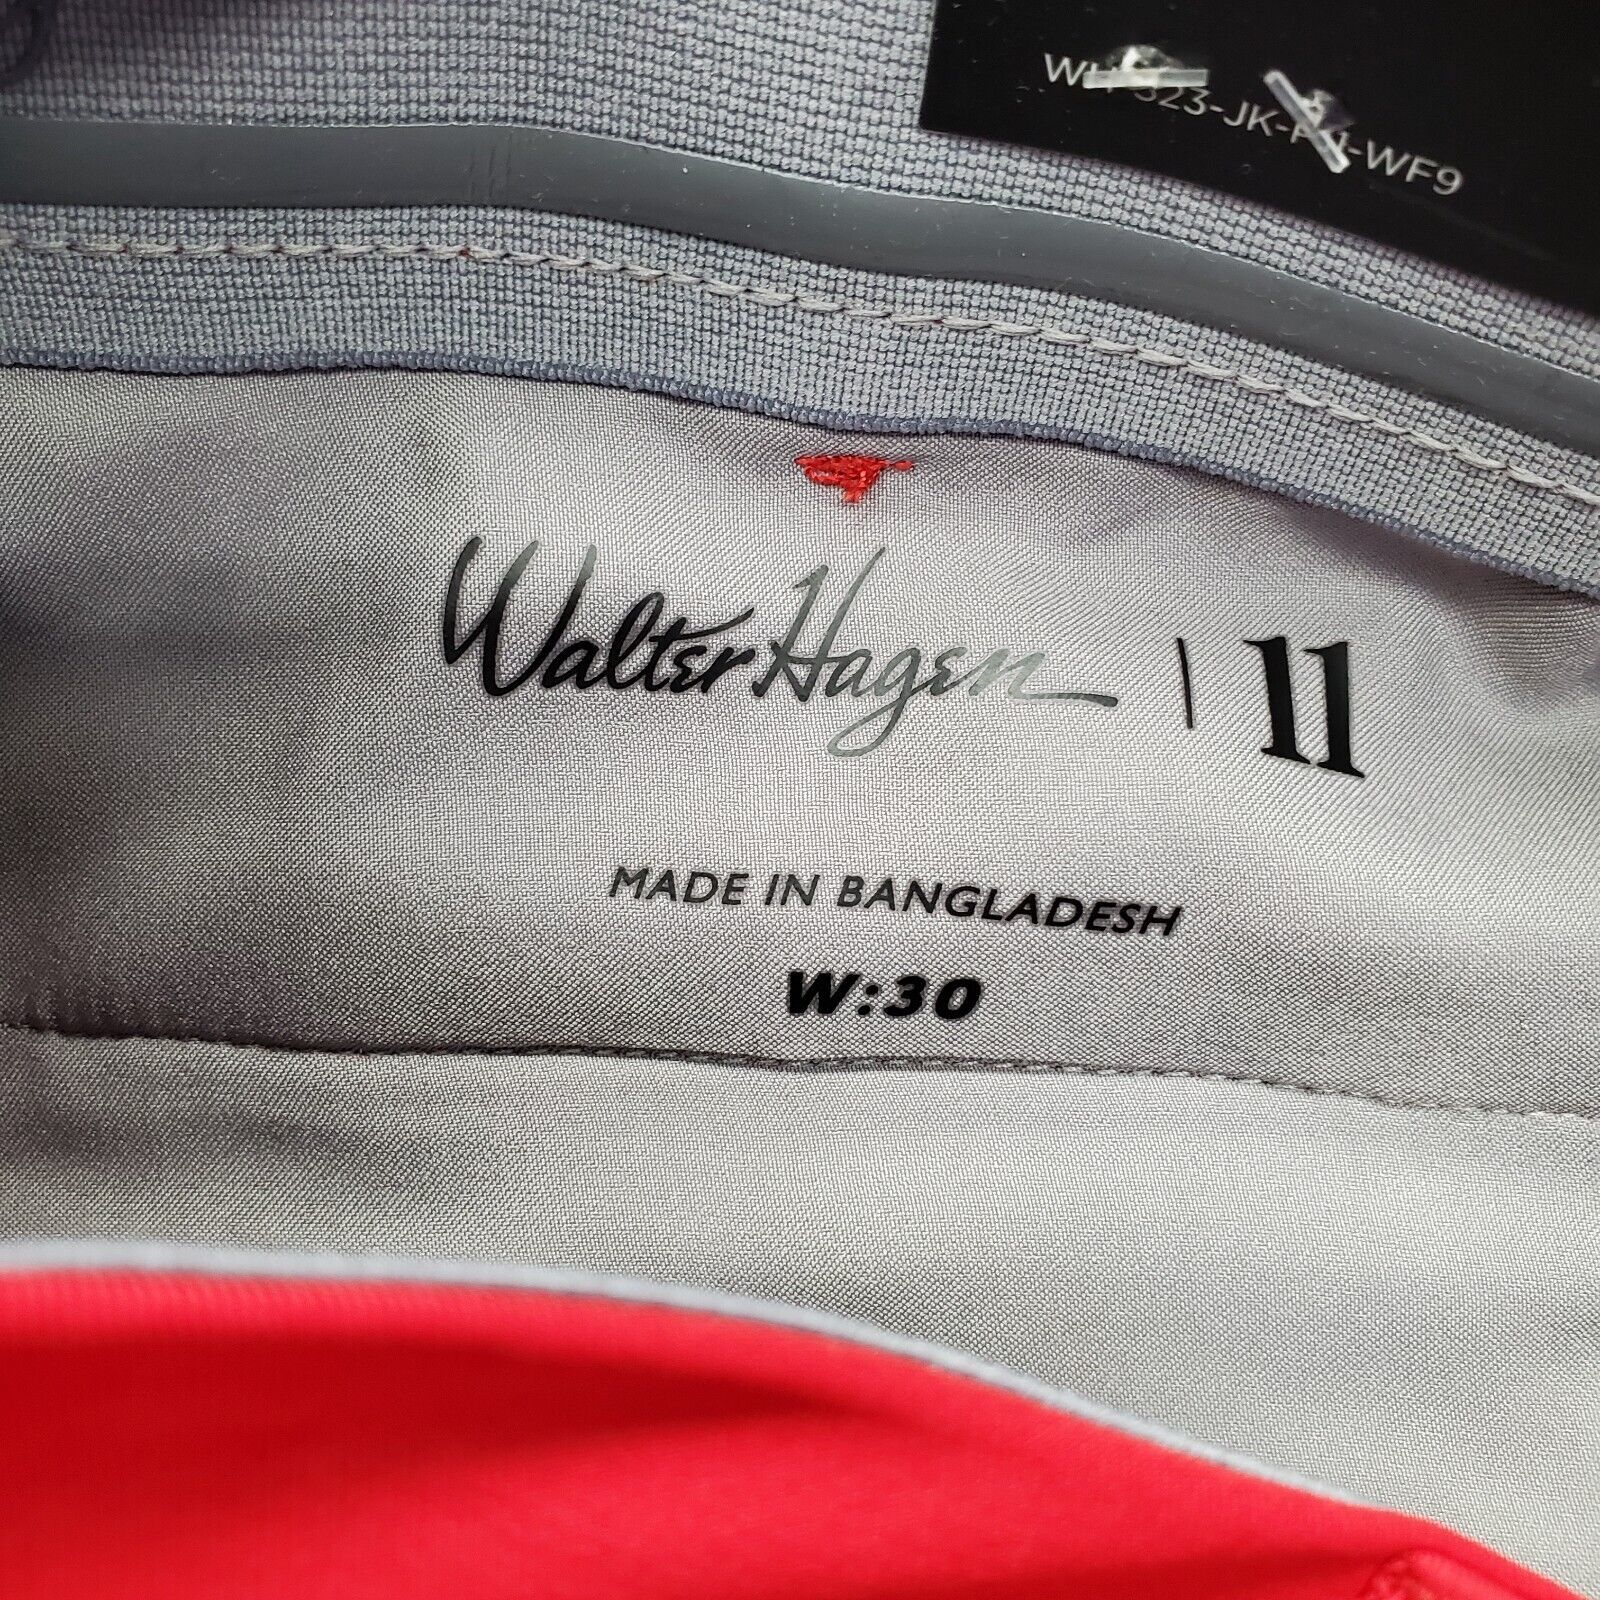 Walter Hagen | 11
MADE IN BANGLADESH
W:30